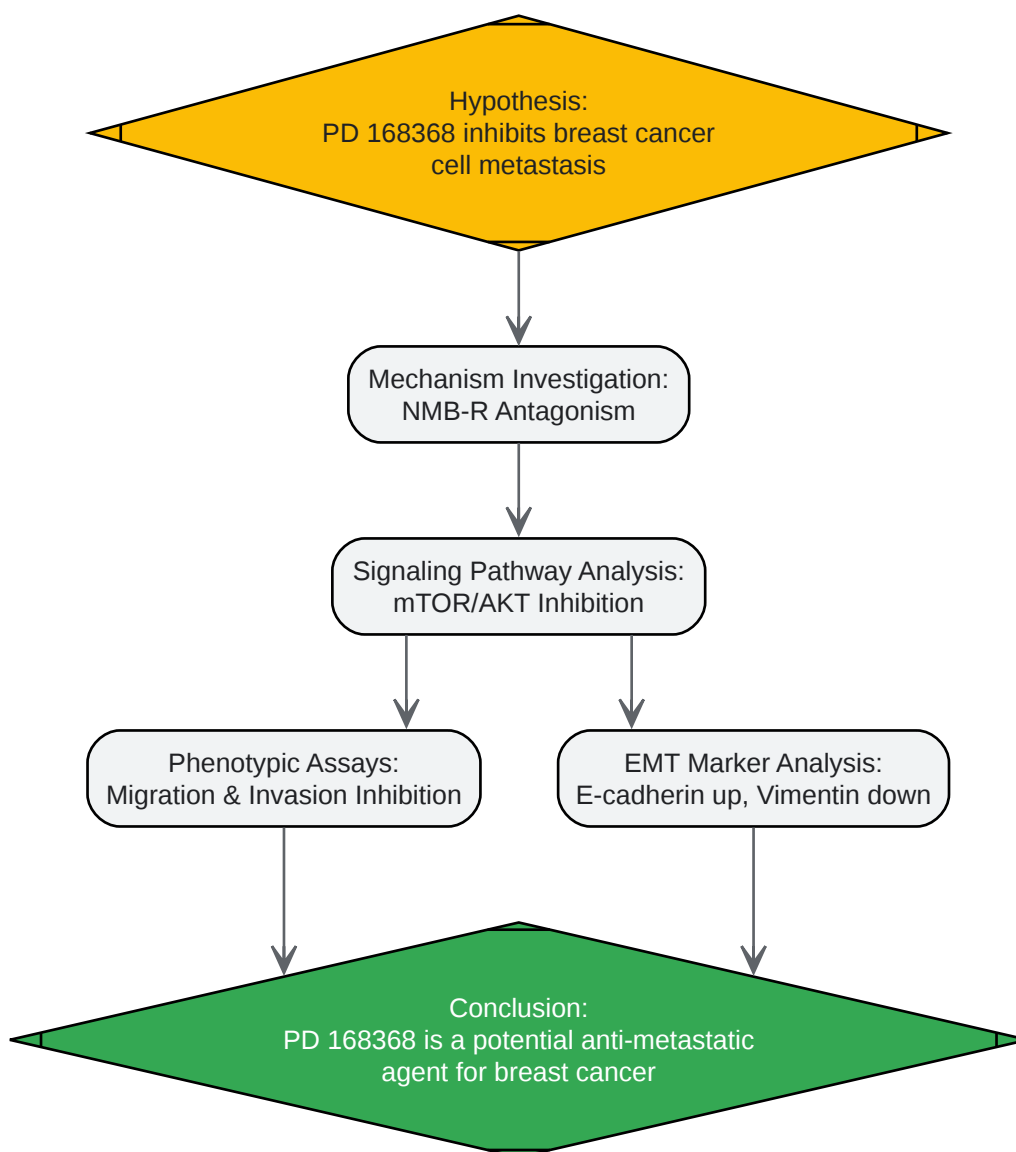 Hypothesis:
PD 168368 inhibits breast cancer
cell metastasis
Mechanism Investigation:
NMB-R Antagonism
Signaling Pathway Analysis:
mTOR/AKT Inhibition
Phenotypic Assays:
Migration & Invasion Inhibition
EMT Marker Analysis:
E-cadherin up, Vimentin down
Conclusion:
PD 168368 is a potential anti-metastatic
agent for breast cancer